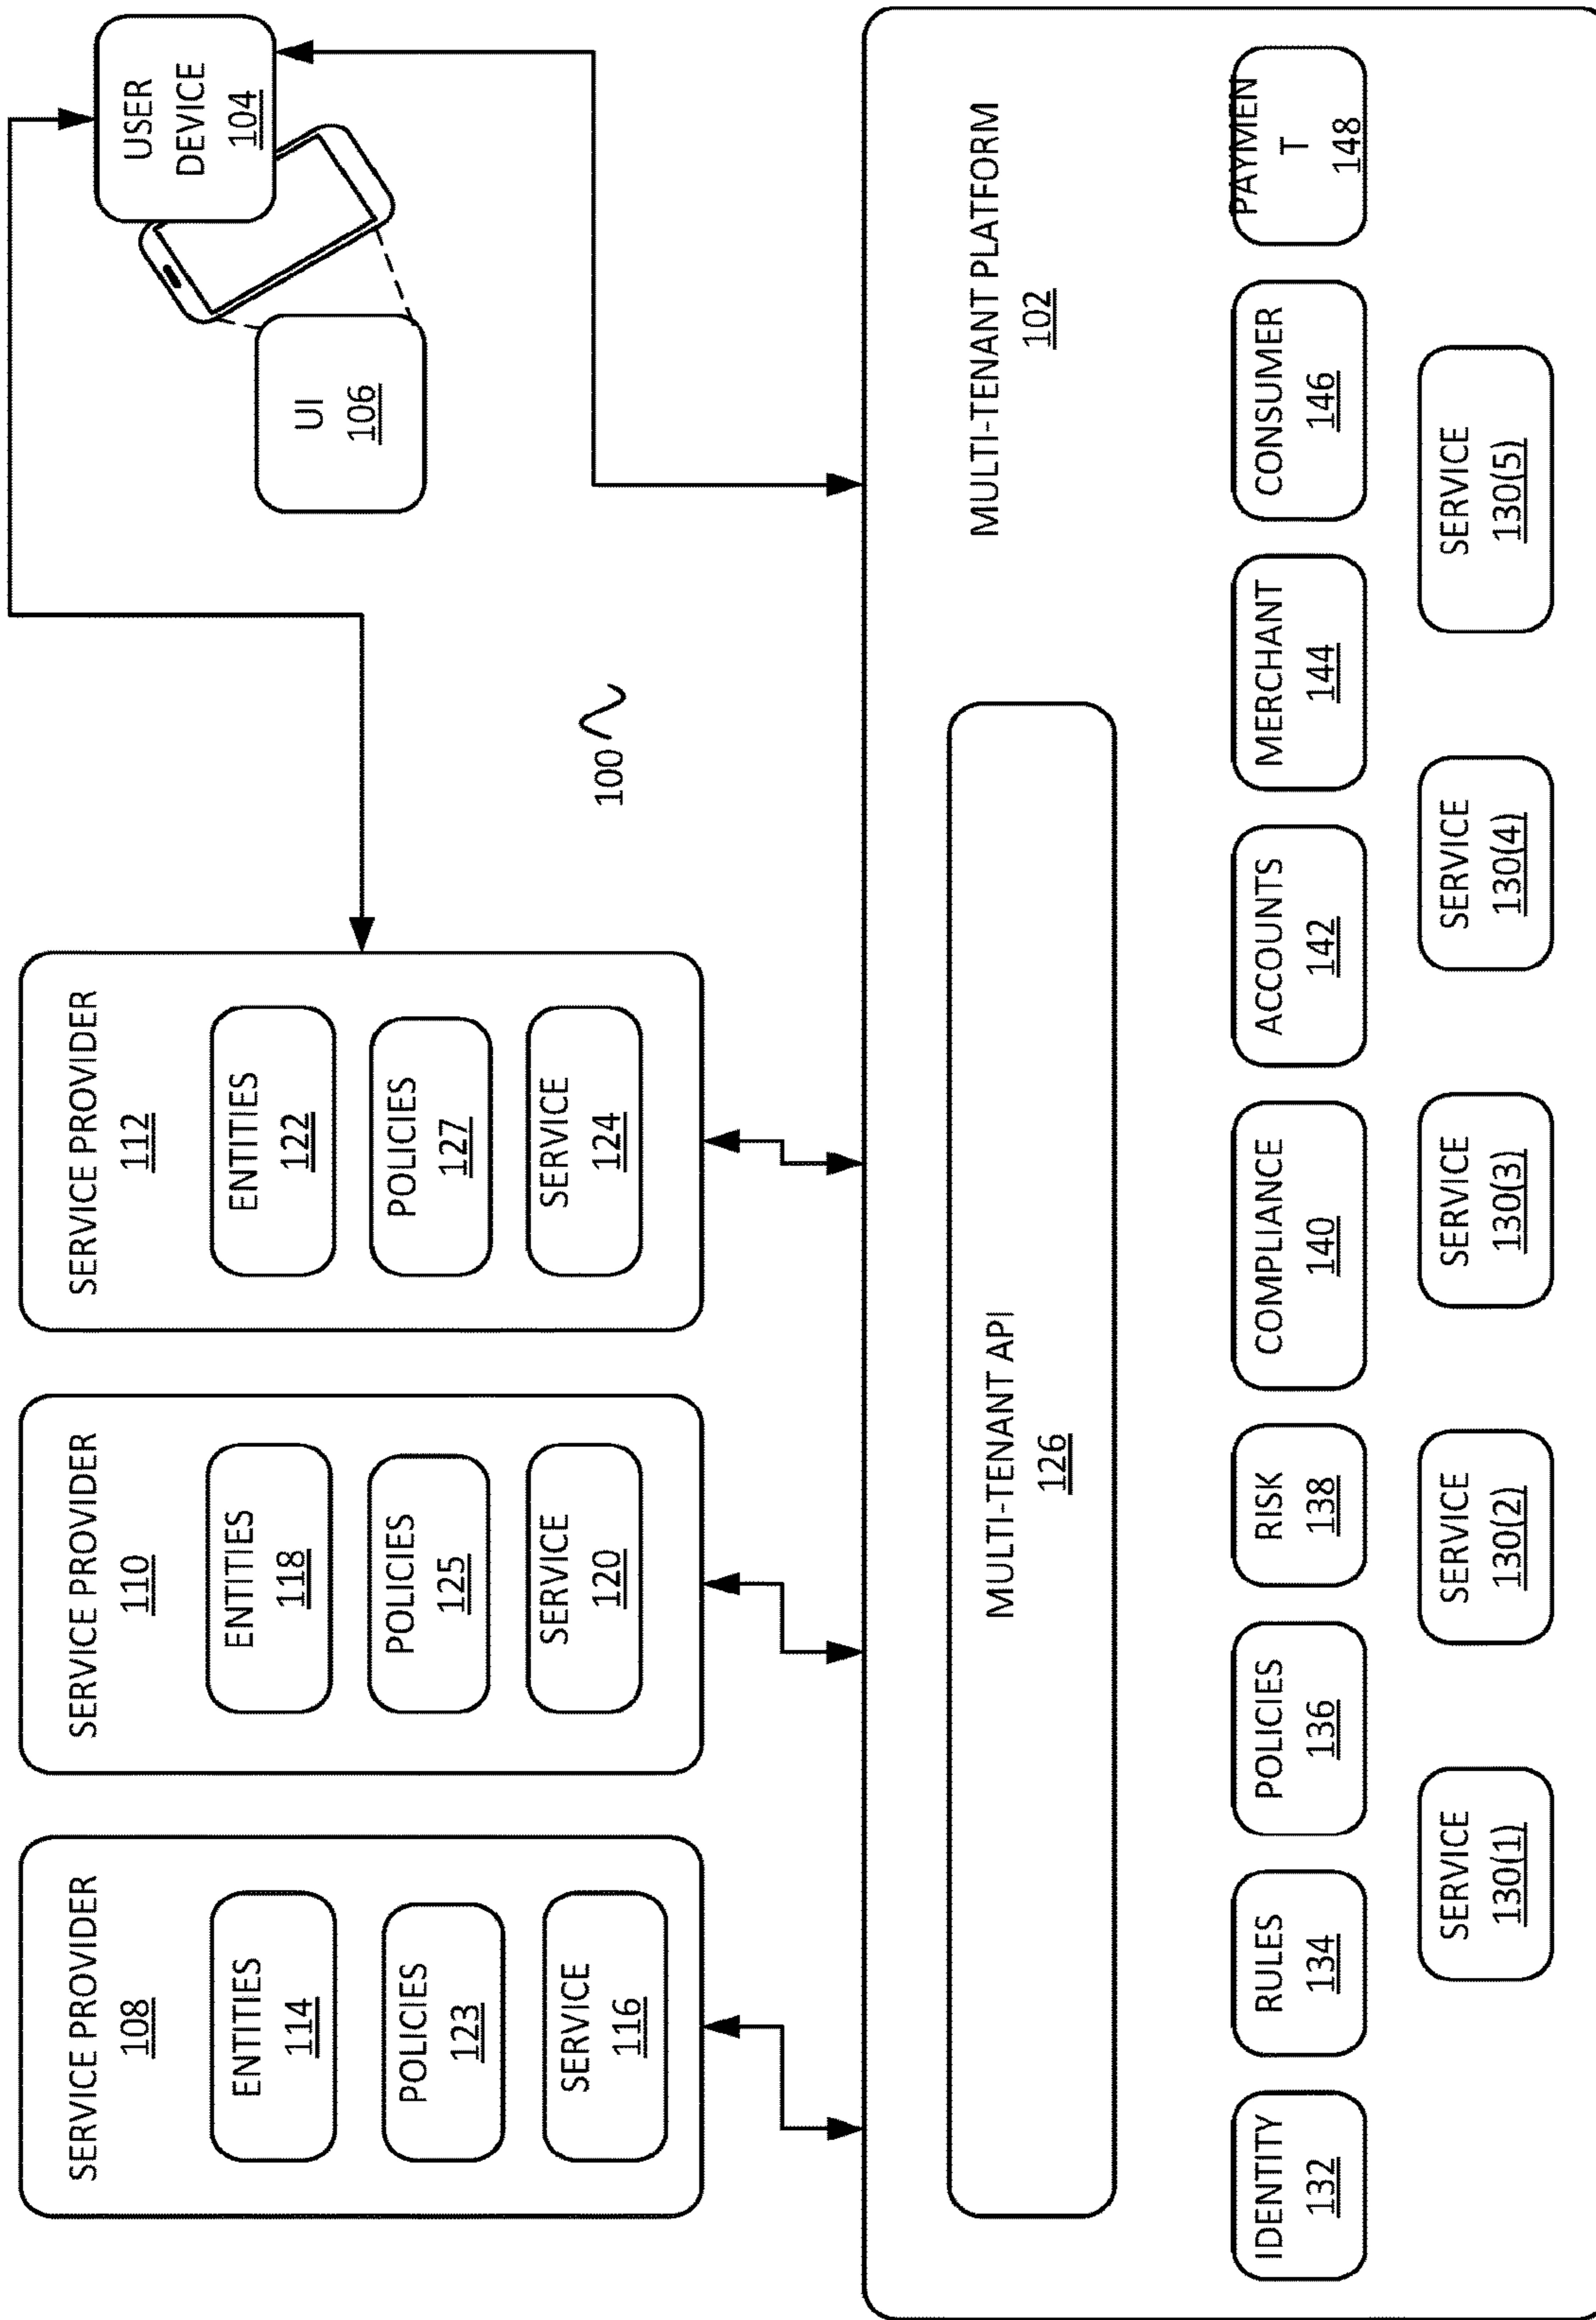 SERVICE PROVIDER
108
ENTITIES
114
POLICIES
123
SERVICE
116
SERVICE PROVIDER
110
ENTITIES
118
POLICIES
125
SERVICE
120
SERVICE PROVIDER
112
ENTITIES
122
POLICIES
127
SERVICE
124
USER
DEVICE
104
UI
106
100
MULTI-TENANT PLATFORM
102
MULTI-TENANT API
126
IDENTITY
132
RULES
134
POLICIES
136
RISK
138
COMPLIANCE
140
ACCOUNTS
142
MERCHANT
144
CONSUMER
146
PAYMEN
T
148
SERVICE
130(1)
SERVICE
130(2)
SERVICE
130(3)
SERVICE
130(4)
SERVICE
130(5)